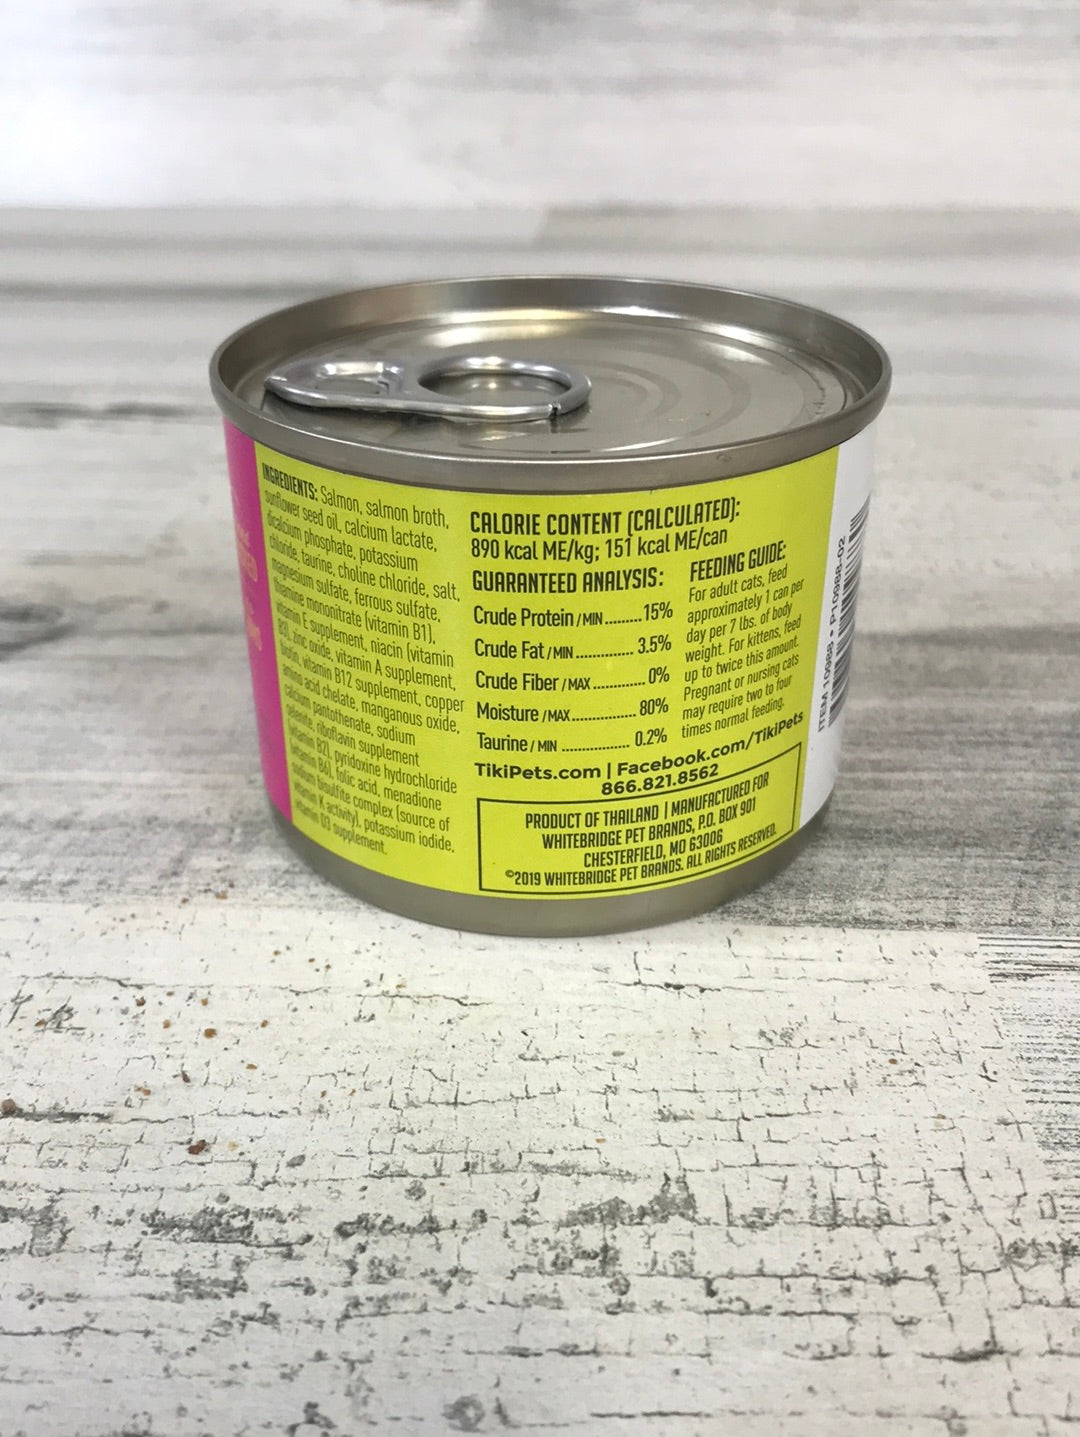 INGREDIENTS: Salmon, salmon broth,
sunflower seed oil, calcium lactate,
dicalcium phosphate, potassium
chloride, taurine, choline chloride, salt,
magnesium sulfate, ferrous sulfate,
thiamine mononitrate (vitamin B1),
vitamin E supplement, niacin (vitamin
B3), zinc oxide, vitamin A supplement,
biotin, vitamin B12 supplement, copper
amino acid chelate, manganous oxide,
calcium pantothenate, sodium
selenite, riboflavin supplement
(vitamin B2), pyridoxine hydrochloride
(vitamin B6), folic acid, menadione
sodium bisulfite complex (source of
vitamin K activity), potassium iodide,
vitamin D3 supplement.
CALORIE CONTENT (CALCULATED):
890 kcal ME/kg; 151 kcal ME/can
GUARANTEED ANALYSIS:
Crude Protein / MIN ......... 15%
Crude Fat / MIN .............. 3.5%
Crude Fiber / MAX ............. 0%
Moisture / MAX ................ 80%
Taurine / MIN ................. 0.2%
FEEDING GUIDE:
For adult cats, feed
approximately 1 can per
day per 7 lbs. of body
weight. For kittens, feed
up to twice this amount.
Pregnant or nursing cats
may require two to four
times normal feeding.
TikiPets.com | Facebook.com/TikiPets
866.821.8562
PRODUCT OF THAILAND | MANUFACTURED FOR
WHITEBRIDGE PET BRANDS, P.O. BOX 901
CHESTERFIELD, MO 63006
©2019 WHITEBRIDGE PET BRANDS. ALL RIGHTS RESERVED.
ITEM 10988 • P10988-02